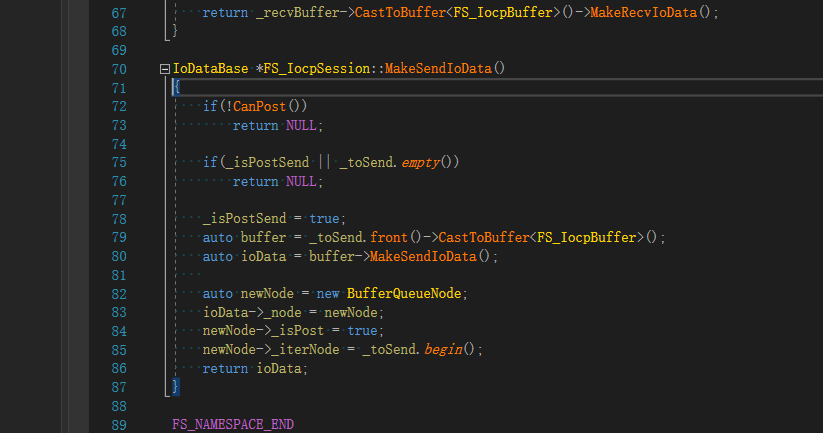 67 return _recvBuffer->CastToBuffer<FS_IocpBuffer>()->MakeRecvIoData();
68 }
69
70 IoDataBase *FS_IocpSession::MakeSendIoData()
71 {
72 if(!CanPost())
73 return NULL;
74
75 if(_isPostSend || _toSend.empty())
76 return NULL;
77
78 _isPostSend = true;
79 auto buffer = _toSend.front()->CastToBuffer<FS_IocpBuffer>();
80 auto ioData = buffer->MakeSendIoData();
81
82 auto newNode = new BufferQueueNode;
83 ioData->_node = newNode;
84 newNode->_isPost = true;
85 newNode->_iterNode = _toSend.begin();
86 return ioData;
87 }
88
89 FS_NAMESPACE_END